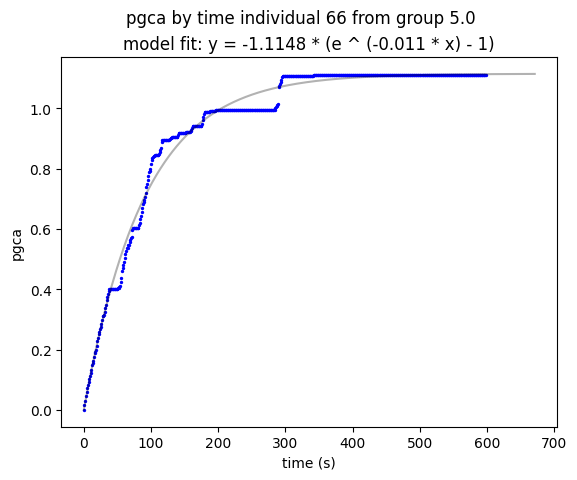 pgca by time individual 66 from group 5.0
model fit: y = -1.1148 * (e ^ (-0.011 * x) - 1)
1.0
0.8
0.6
0.4
0.2
0.0
pgca
0 100 200 300 400 500 600 700
time (s)